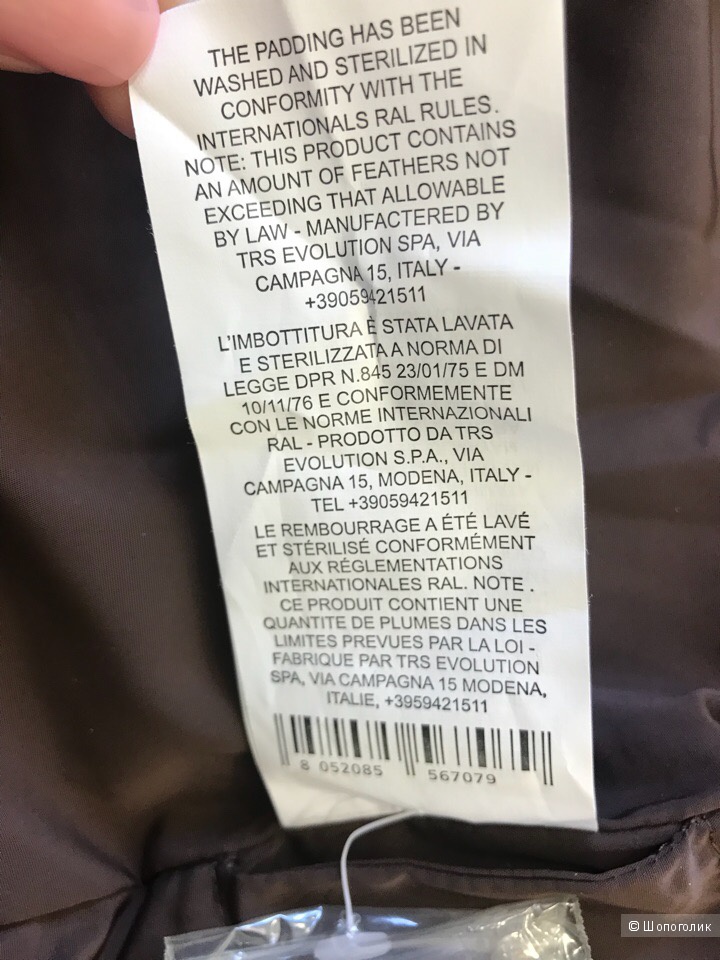 THE PADDING HAS BEEN
WASHED AND STERILIZED IN
CONFORMITY WITH THE
INTERNATIONALS RAL RULES.
NOTE: THIS PRODUCT CONTAINS
AN AMOUNT OF FEATHERS NOT
EXCEEDING THAT ALLOWABLE
BY LAW - MANUFACTERED BY
TRS EVOLUTION SPA, VIA
CAMPAGNA 15, ITALY -
+39059421511
L'IMBOTTITURA È STATA LAVATA
E STERILIZZATA A NORMA DI
LEGGE DPR N.845 23/01/75 E DM
10/11/76 E CONFORMEMENTE
CON LE NORME INTERNAZIONALI
RAL - PRODOTTO DA TRS
EVOLUTION S.P.A., VIA
CAMPAGNA 15, MODENA, ITALY -
TEL +39059421511
LE REMBOURRAGE A ÉTÉ LAVÉ
ET STÉRILISÉ CONFORMÉMENT
AUX RÉGLEMENTATIONS
INTERNATIONALES RAL. NOTE .
CE PRODUIT CONTIENT UNE
QUANTITE DE PLUMES DANS LES
LIMITES PREVUES PAR LA LOI -
FABRIQUE PAR TRS EVOLUTION
SPA, VIA CAMPAGNA 15 MODENA,
ITALIE, +3959421511
8 052085 567079
© Шопоголик